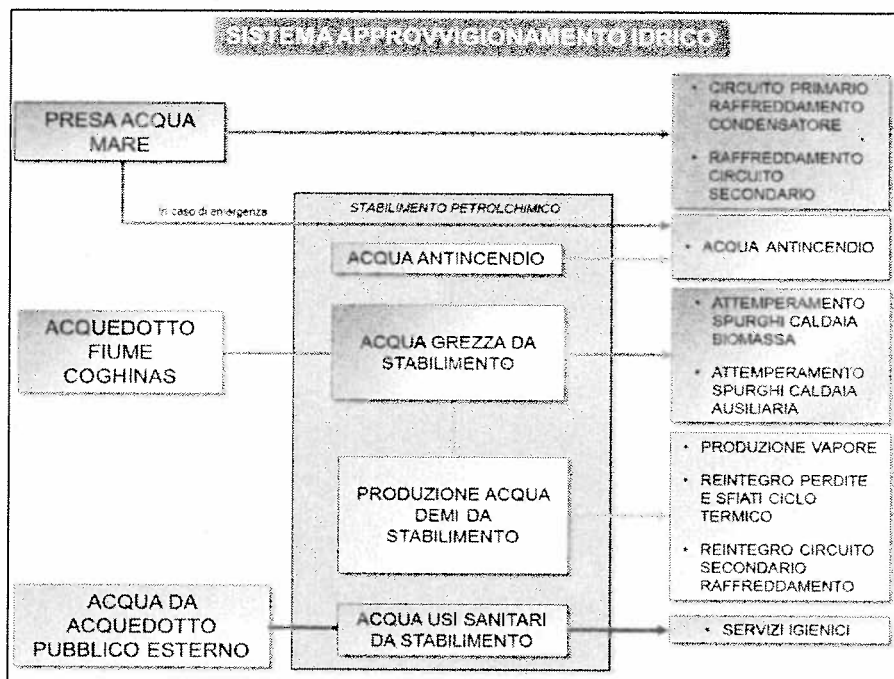 SISTEMA APPROVVIGIONAMENTO IDRICO
PRESA ACQUA
MARE
• CIRCUITO PRIMARIO
RAFFREDDAMENTO
CONDENSATORE
• RAFFREDDAMENTO
CIRCUITO
SECONDARIO
In caso di emergenza
STABILIMENTO PETROLCHIMICO
ACQUA ANTINCENDIO
• ACQUA ANTINCENDIO
ACQUEDOTTO
FIUME
COGHINAS
ACQUA GREZZA DA
STABILIMENTO
• ATTEMPERAMENTO
SPURGHI CALDAIA
BIOMASSA
• ATTEMPERAMENTO
SPURGHI CALDAIA
AUSILIARIA
PRODUZIONE ACQUA
DEMI DA
STABILIMENTO
• PRODUZIONE VAPORE
• REINTEGRO PERDITE
E SFIATI CICLO
TERMICO
• REINTEGRO CIRCUITO
SECONDARIO
RAFFREDDAMENTO
ACQUA DA
ACQUEDOTTO
PUBBLICO ESTERNO
ACQUA USI SANITARI
DA STABILIMENTO
• SERVIZI IGIENICI